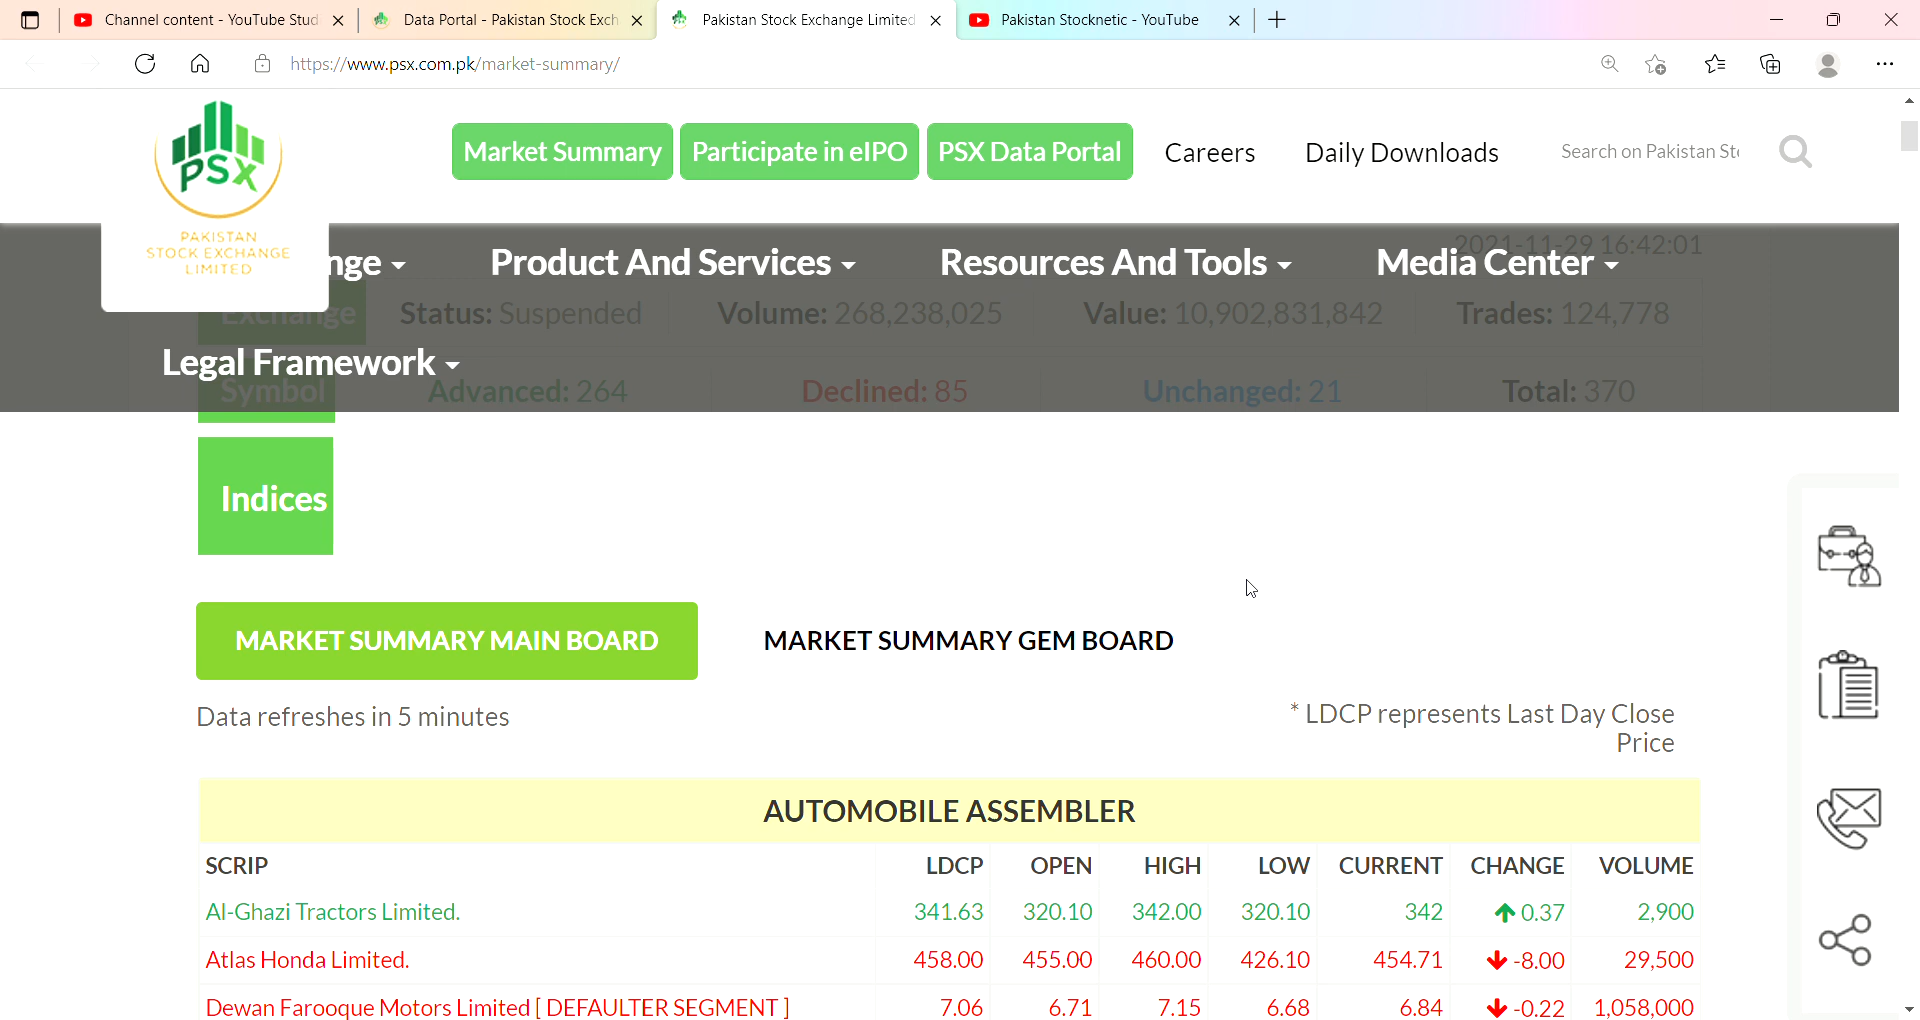 Channel content - YouTube Stud
Data Portal - Pakistan Stock Exch
Pakistan Stock Exchange Limited
Pakistan Stocknetic - YouTube
https://www.psx.com.pk/market-summary/
PSX
PAKISTAN
STOCK EXCHANGE
LIMITED
Market Summary
Participate in eIPO
PSX Data Portal
Careers
Daily Downloads
Search on Pakistan Sto
2021-11-29 16:42:01
nge
Product And Services
Resources And Tools
Media Center
Exchange
Status: Suspended
Volume: 268,238,025
Value: 10,902,831,842
Trades: 124,778
Legal Framework
Symbol
Advanced: 264
Declined: 85
Unchanged: 21
Total: 370
Indices
MARKET SUMMARY MAIN BOARD
MARKET SUMMARY GEM BOARD
Data refreshes in 5 minutes
* LDCP represents Last Day Close
Price
AUTOMOBILE ASSEMBLER
SCRIP LDCP OPEN HIGH LOW CURRENT CHANGE VOLUME
Al-Ghazi Tractors Limited. 341.63 320.10 342.00 320.10 342 0.37 2,900
Atlas Honda Limited. 458.00 455.00 460.00 426.10 454.71 -8.00 29,500
Dewan Farooque Motors Limited [ DEFAULTER SEGMENT ] 7.06 6.71 7.15 6.68 6.84 -0.22 1,058,000